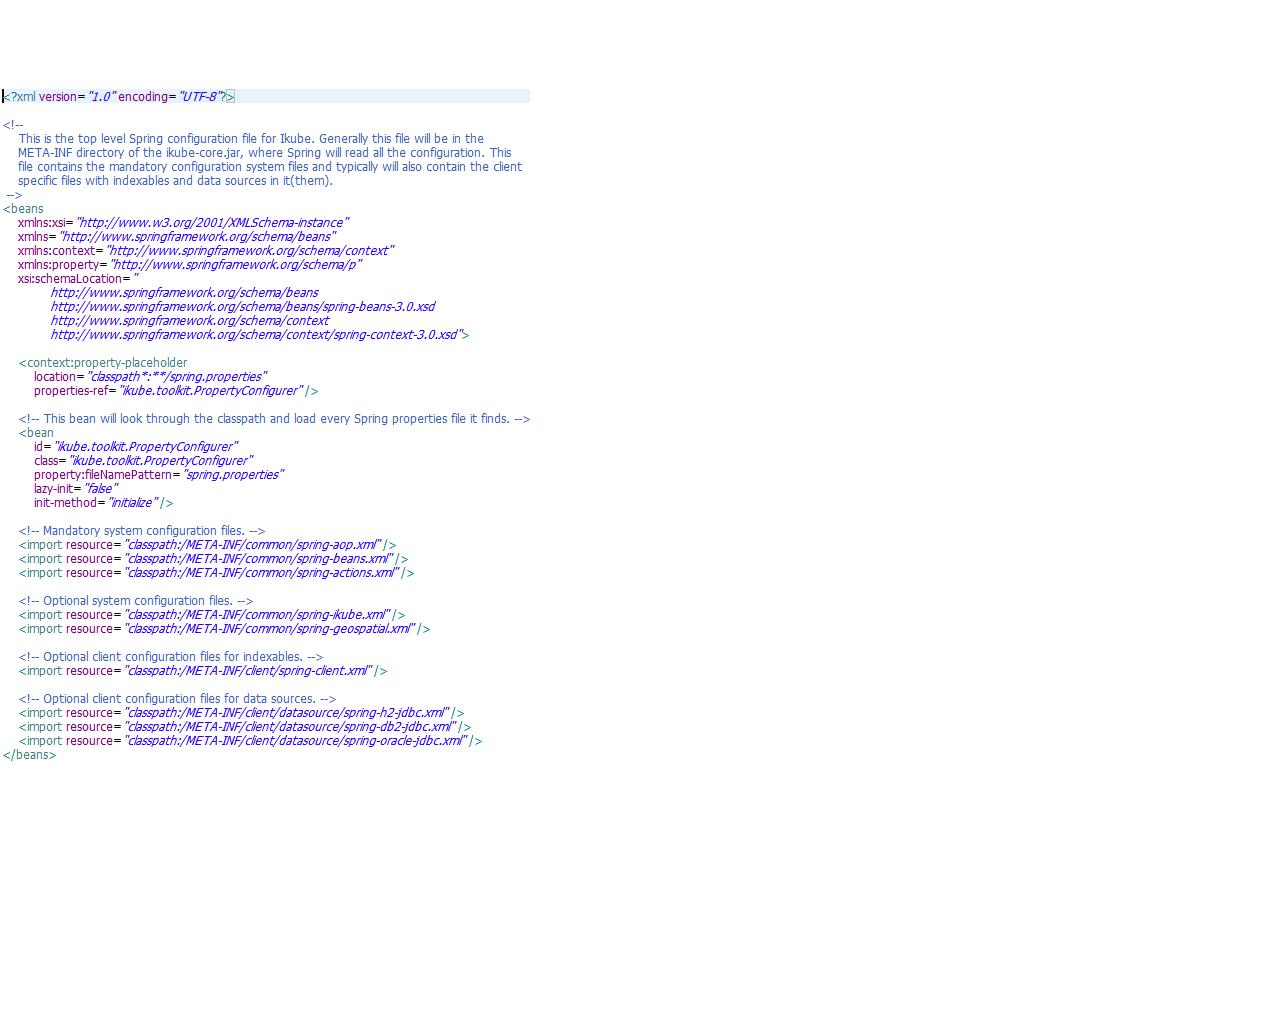 <?xml version="1.0" encoding="UTF-8"?>
<!--
This is the top level Spring configuration file for Ikube. Generally this file will be in the
META-INF directory of the ikube-core.jar, where Spring will read all the configuration. This
file contains the mandatory configuration system files and typically will also contain the client
specific files with indexables and data sources in it(them).
-->
<beans
xmlns:xsi="http://www.w3.org/2001/XMLSchema-instance"
xmlns="http://www.springframework.org/schema/beans"
xmlns:context="http://www.springframework.org/schema/context"
xmlns:property="http://www.springframework.org/schema/p"
xsi:schemaLocation="
http://www.springframework.org/schema/beans
http://www.springframework.org/schema/beans/spring-beans-3.0.xsd
http://www.springframework.org/schema/context
http://www.springframework.org/schema/context/spring-context-3.0.xsd">
<context:property-placeholder
location="classpath*:**/spring.properties"
properties-ref="ikube.toolkit.PropertyConfigurer"/>
<!-- This bean will look through the classpath and load every Spring properties file it finds. -->
<bean
id="ikube.toolkit.PropertyConfigurer"
class="ikube.toolkit.PropertyConfigurer"
property:fileNamePattern="spring.properties"
lazy-init="false"
init-method="initialize"/>
<!-- Mandatory system configuration files. -->
<import resource="classpath:/META-INF/common/spring-aop.xml"/>
<import resource="classpath:/META-INF/common/spring-beans.xml"/>
<import resource="classpath:/META-INF/common/spring-actions.xml"/>
<!-- Optional system configuration files. -->
<import resource="classpath:/META-INF/common/spring-ikube.xml"/>
<import resource="classpath:/META-INF/common/spring-geospatial.xml"/>
<!-- Optional client configuration files for indexables. -->
<import resource="classpath:/META-INF/client/spring-client.xml"/>
<!-- Optional client configuration files for data sources. -->
<import resource="classpath:/META-INF/client/datasource/spring-h2-jdbc.xml"/>
<import resource="classpath:/META-INF/client/datasource/spring-db2-jdbc.xml"/>
<import resource="classpath:/META-INF/client/datasource/spring-oracle-jdbc.xml"/>
</beans>